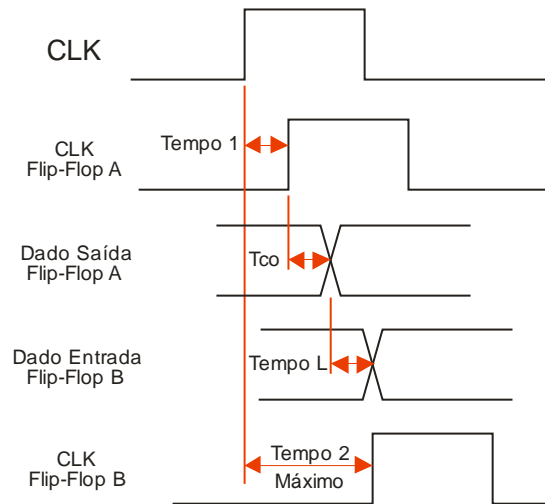 CLK
CLK
Flip-Flop A
Tempo 1
Dado Saída
Flip-Flop A
Tco
Dado Entrada
Flip-Flop B
Tempo L
CLK
Flip-Flop B
Tempo 2
Máximo